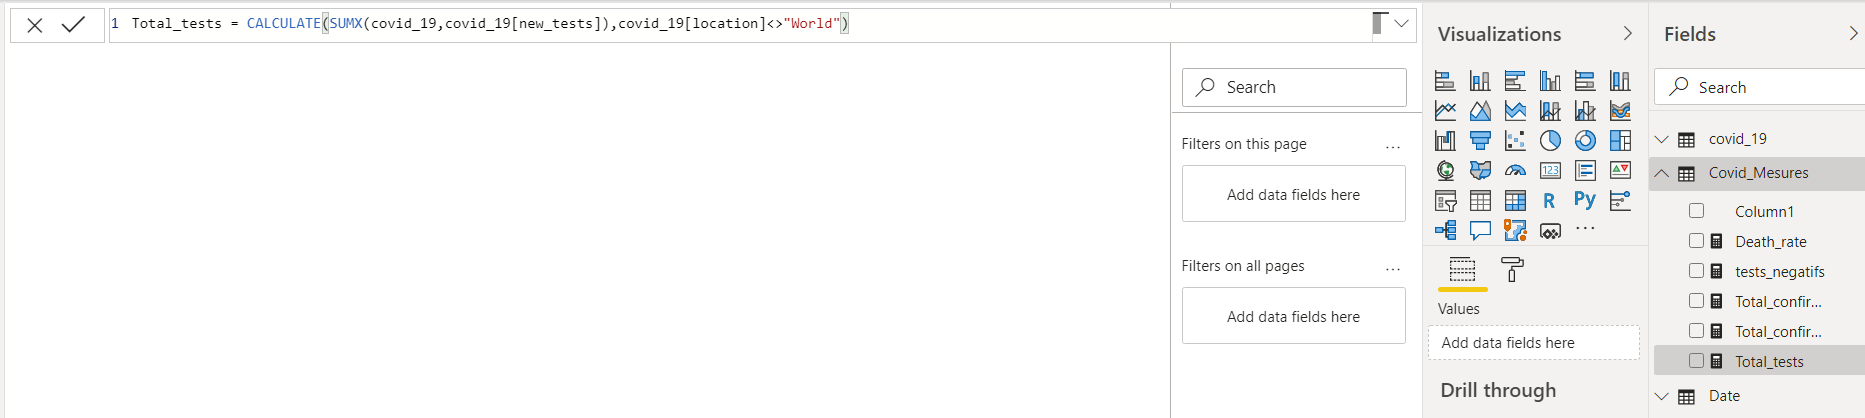 1 Total_tests = CALCULATE(SUMX(covid_19,covid_19[new_tests]),covid_19[location]<>"World")
Search
Filters on this page
...
Add data fields here
Filters on all pages
...
Add data fields here
Visualizations
123
R
Py
...
Values
Add data fields here
Drill through
Fields
Search
covid_19
Covid_Mesures
Column1
Death_rate
tests_negatifs
Total_confir...
Total_confir...
Total_tests
Date